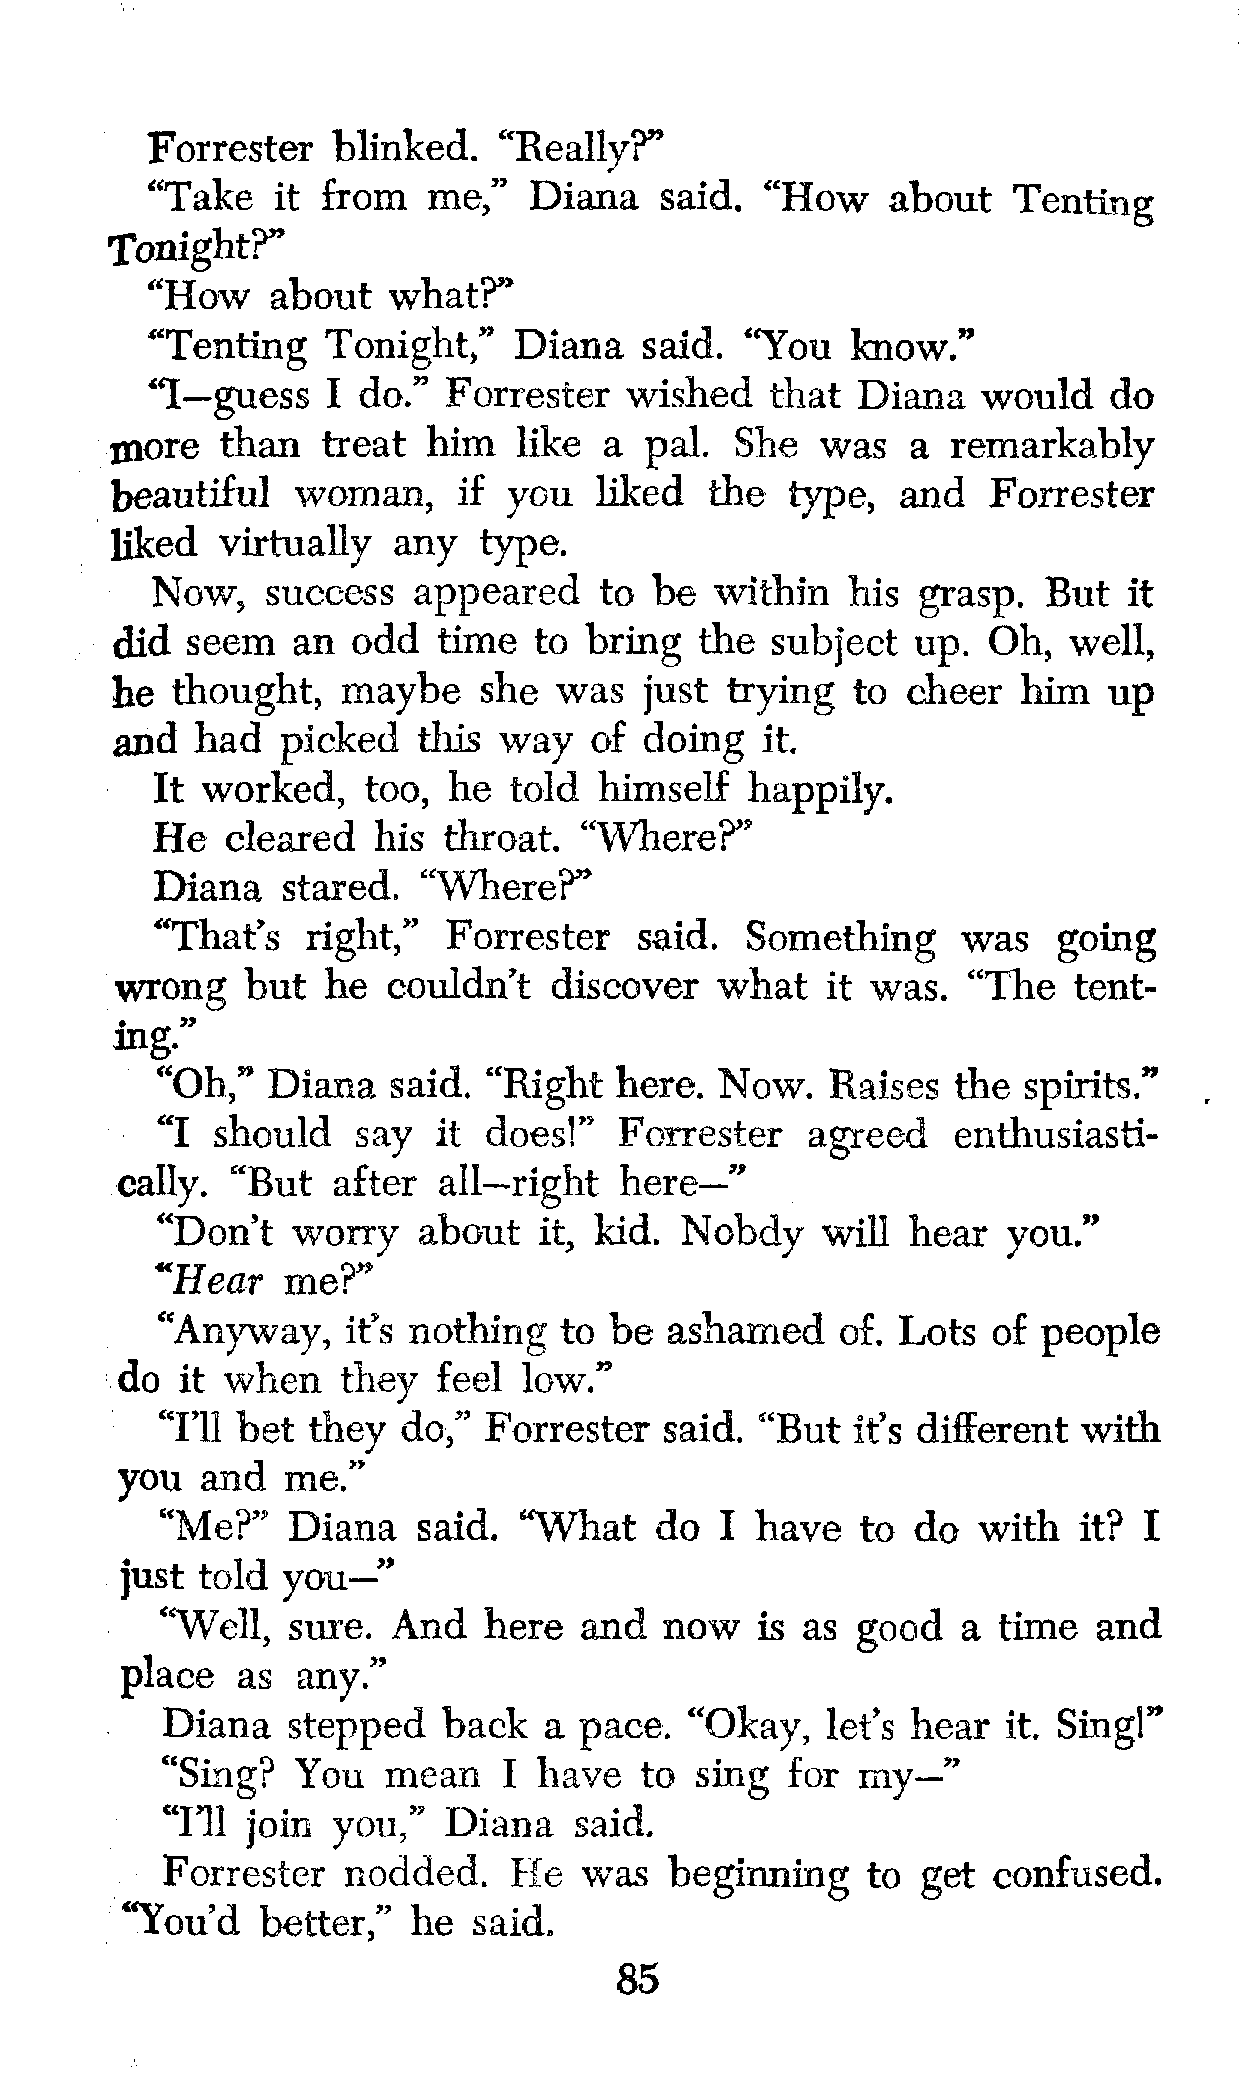 Forrester blinked. “Really?”
“Take it from me,” Diana said. “How about Tenting
Tonight?”
“How about what?”
“Tenting Tonight,” Diana said. “You know.”
“I—guess I do.” Forrester wished that Diana would do
more than treat him like a pal. She was a remarkably
beautiful woman, if you liked the type, and Forrester
liked virtually any type.
Now, success appeared to be within his grasp. But it
did seem an odd time to bring the subject up. Oh, well,
he thought, maybe she was just trying to cheer him up
and had picked this way of doing it.
It worked, too, he told himself happily.
He cleared his throat. “Where?”
Diana stared. “Where?”
“That’s right,” Forrester said. Something was going
wrong but he couldn’t discover what it was. “The tent-
ing.”
“Oh,” Diana said. “Right here. Now. Raises the spirits.”
“I should say it does!” Forrester agreed enthusiasti-
cally. “But after all—right here—”
“Don’t worry about it, kid. Nobdy will hear you.”
“Hear me?”
“Anyway, it’s nothing to be ashamed of. Lots of people
do it when they feel low.”
“I’ll bet they do,” Forrester said. “But it’s different with
you and me.”
“Me?” Diana said. “What do I have to do with it? I
just told you—”
“Well, sure. And here and now is as good a time and
place as any.”
Diana stepped back a pace. “Okay, let’s hear it. Sing!”
“Sing? You mean I have to sing for my—”
“I’ll join you,” Diana said.
Forrester nodded. He was beginning to get confused.
“You’d better,” he said.
85